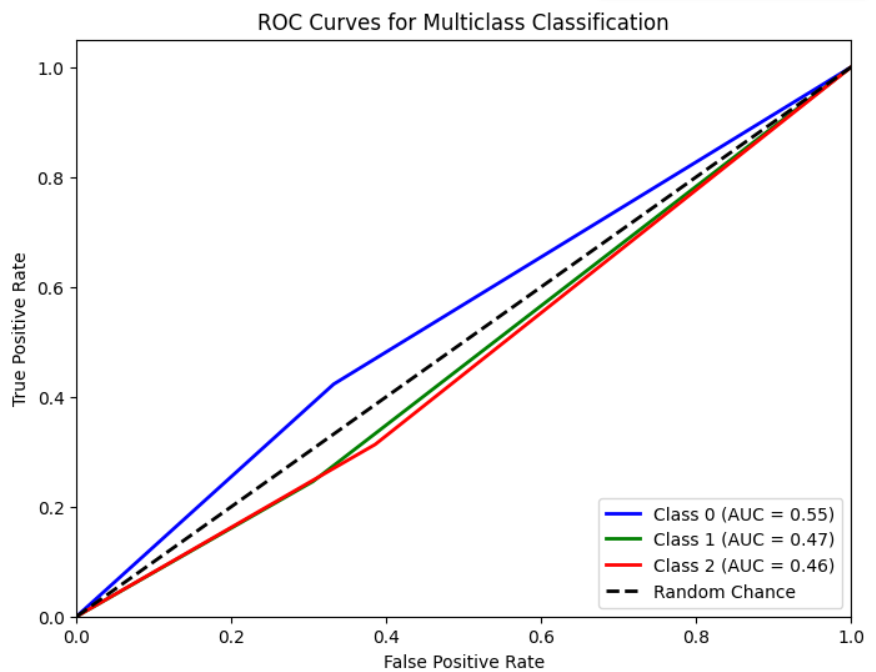 ROC Curves for Multiclass Classification
True Positive Rate
1.0
0.8
0.6
0.4
0.2
0.0
Class 0 (AUC = 0.55)
Class 1 (AUC = 0.47)
Class 2 (AUC = 0.46)
Random Chance
0.0 0.2 0.4 0.6 0.8 1.0
False Positive Rate